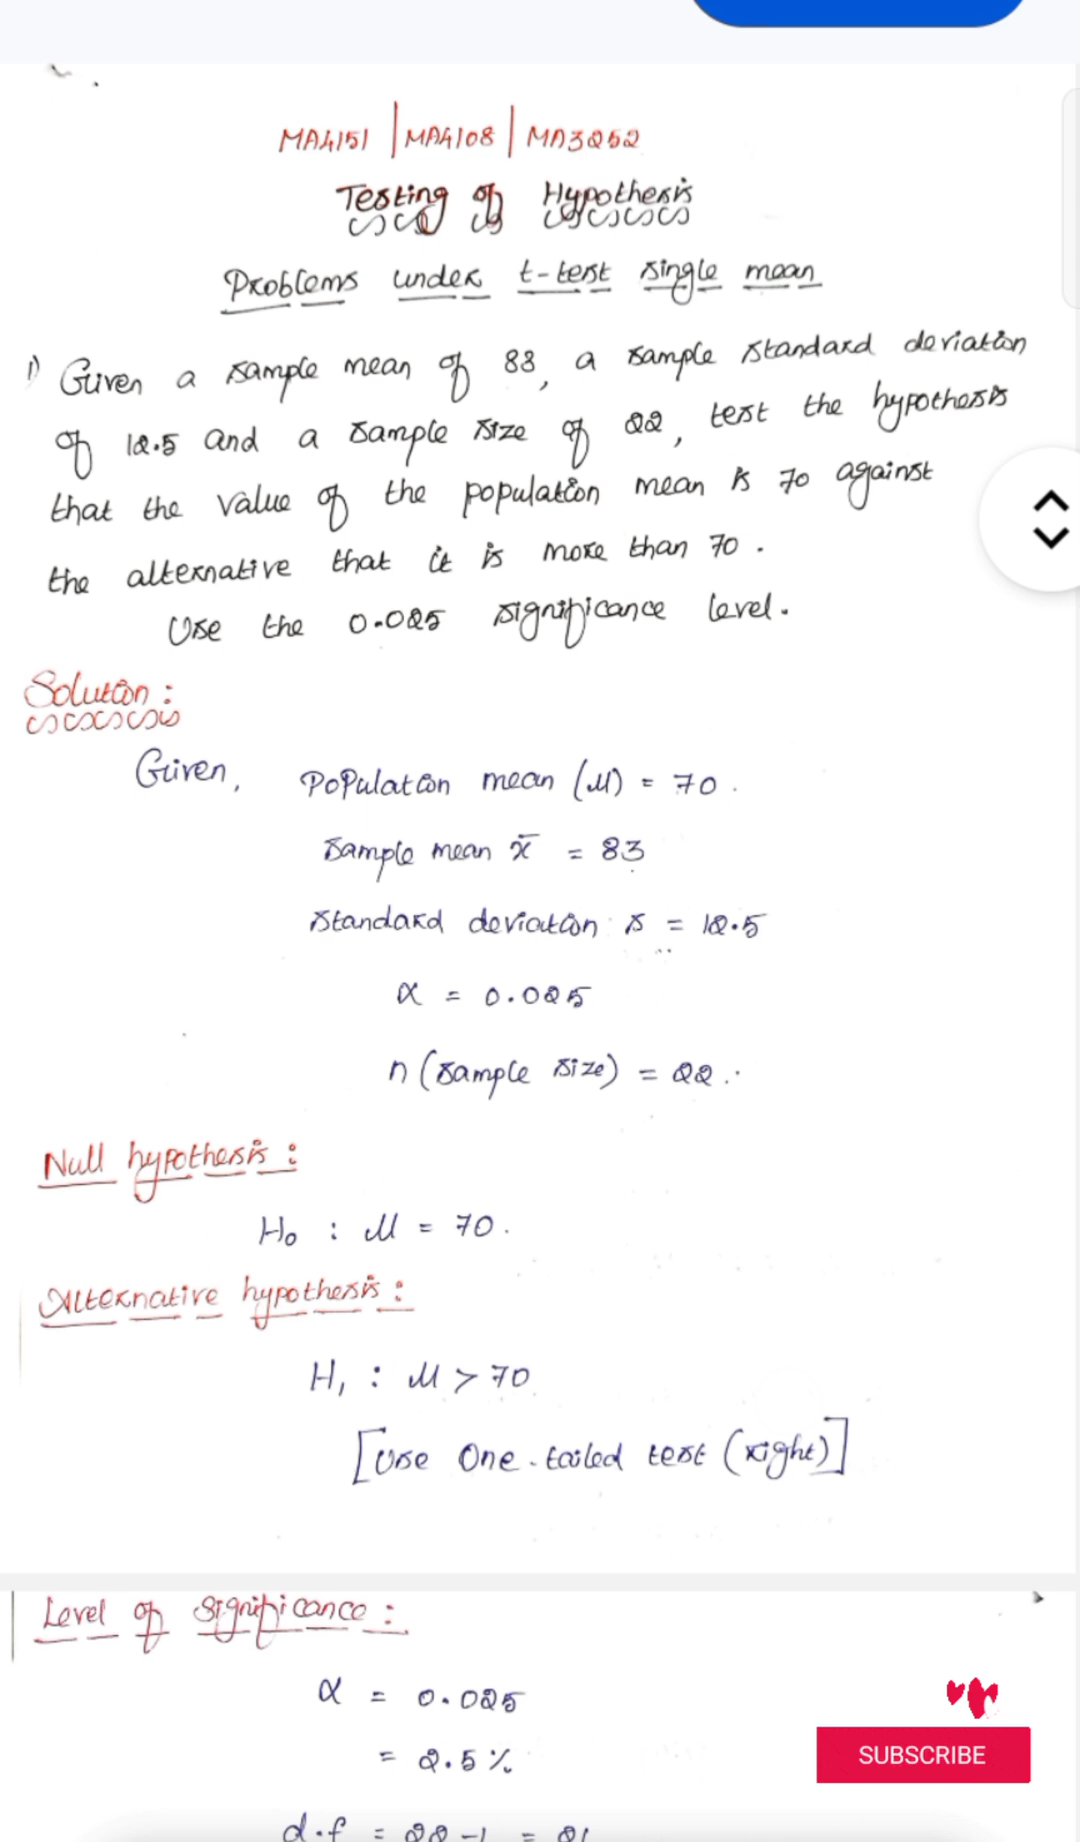 MA4151 | MA4108 | MA3252
Testing of Hypothesis
Problems under t-test single mean
1) Given a sample mean of 83, a sample standard deviation
of 12.5 and a sample size of 22, test the hypothesis
that the value of the population mean is 70 against
the alternative that it is more than 70.
Use the 0.025 significance level.
Solution:
Given, Population mean (μ) = 70.
Sample mean x̄ = 83
Standard deviation s = 12.5
α = 0.025
n (sample size) = 22.
Null hypothesis:
H₀ : μ = 70.
Alternative hypothesis:
H₁ : μ > 70
[Use One-tailed test (right)]
Level of Significance:
α = 0.025
= 2.5 %
SUBSCRIBE
d.f = 22-1 = 21